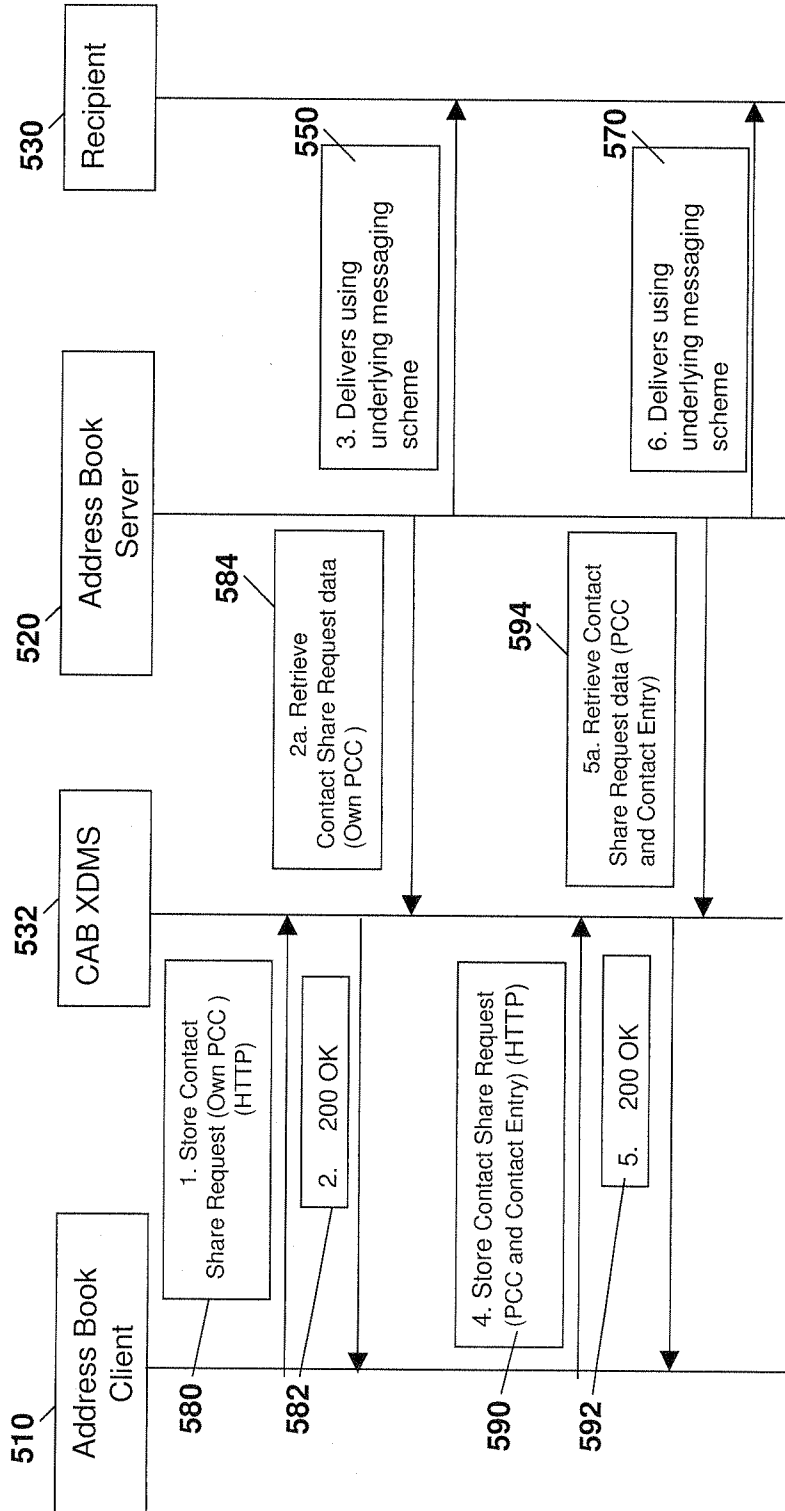 510
Address Book
Client
532
CAB XDMS
520
Address Book
Server
530
Recipient
580
1. Store Contact
Share Request (Own PCC )
(HTTP)
582
2. 200 OK
584
2a. Retrieve
Contact Share Request data
(Own PCC )
550
3. Delivers using
underlying messaging
scheme
590
4. Store Contact Share Request
(PCC and Contact Entry) (HTTP)
592
5. 200 OK
594
5a. Retrieve Contact
Share Request data (PCC
and Contact Entry)
570
6. Delivers using
underlying messaging
scheme